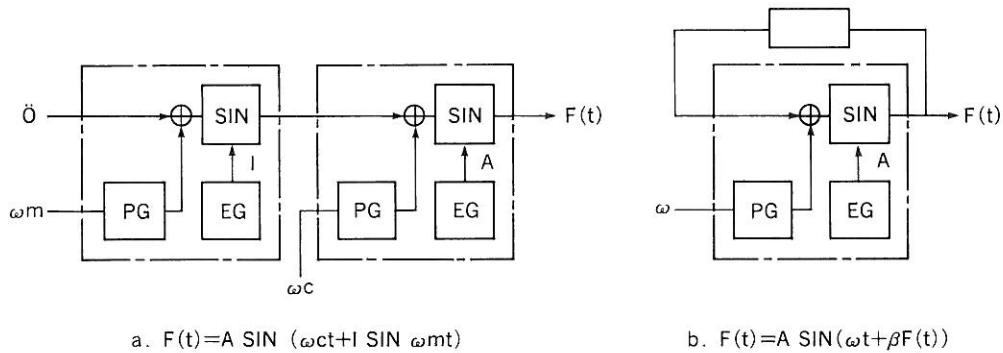 Ö
SIN
SIN
F(t)
I
A
ωm
PG
EG
PG
EG
ωc
a. F(t)=A SIN (ωct+I SIN ωmt)
SIN
F(t)
A
ω
PG
EG
b. F(t)=A SIN(ωt+βF(t))